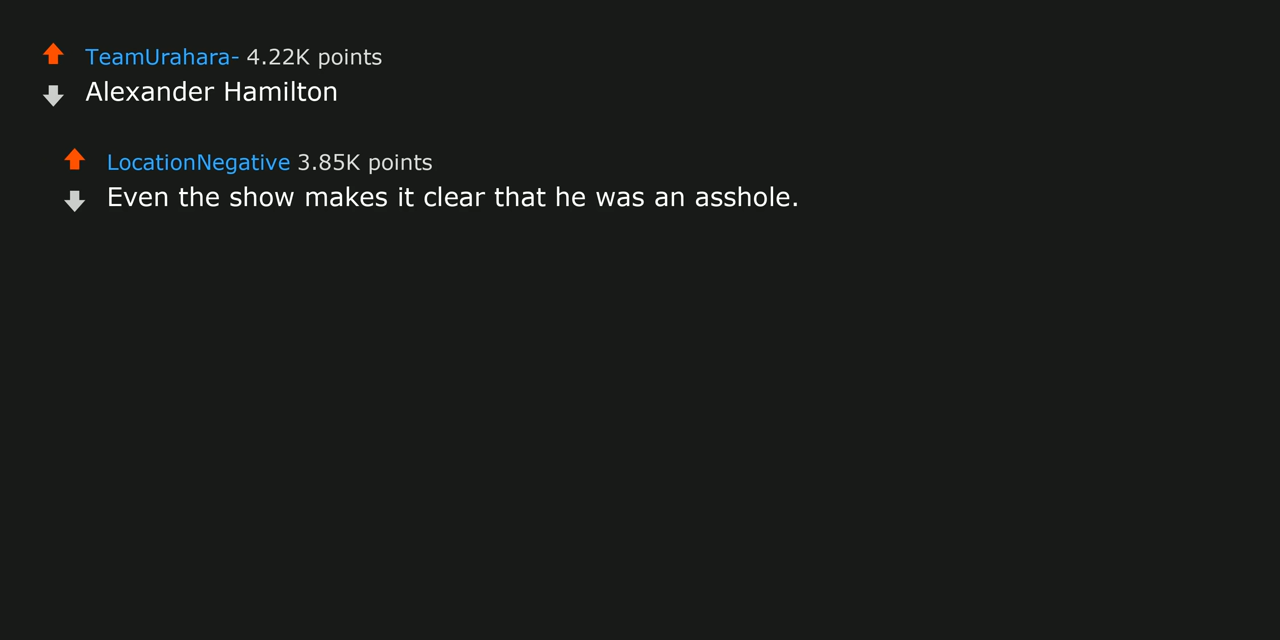 TeamUrahara- 4.22K points
Alexander Hamilton
LocationNegative 3.85K points
Even the show makes it clear that he was an asshole.